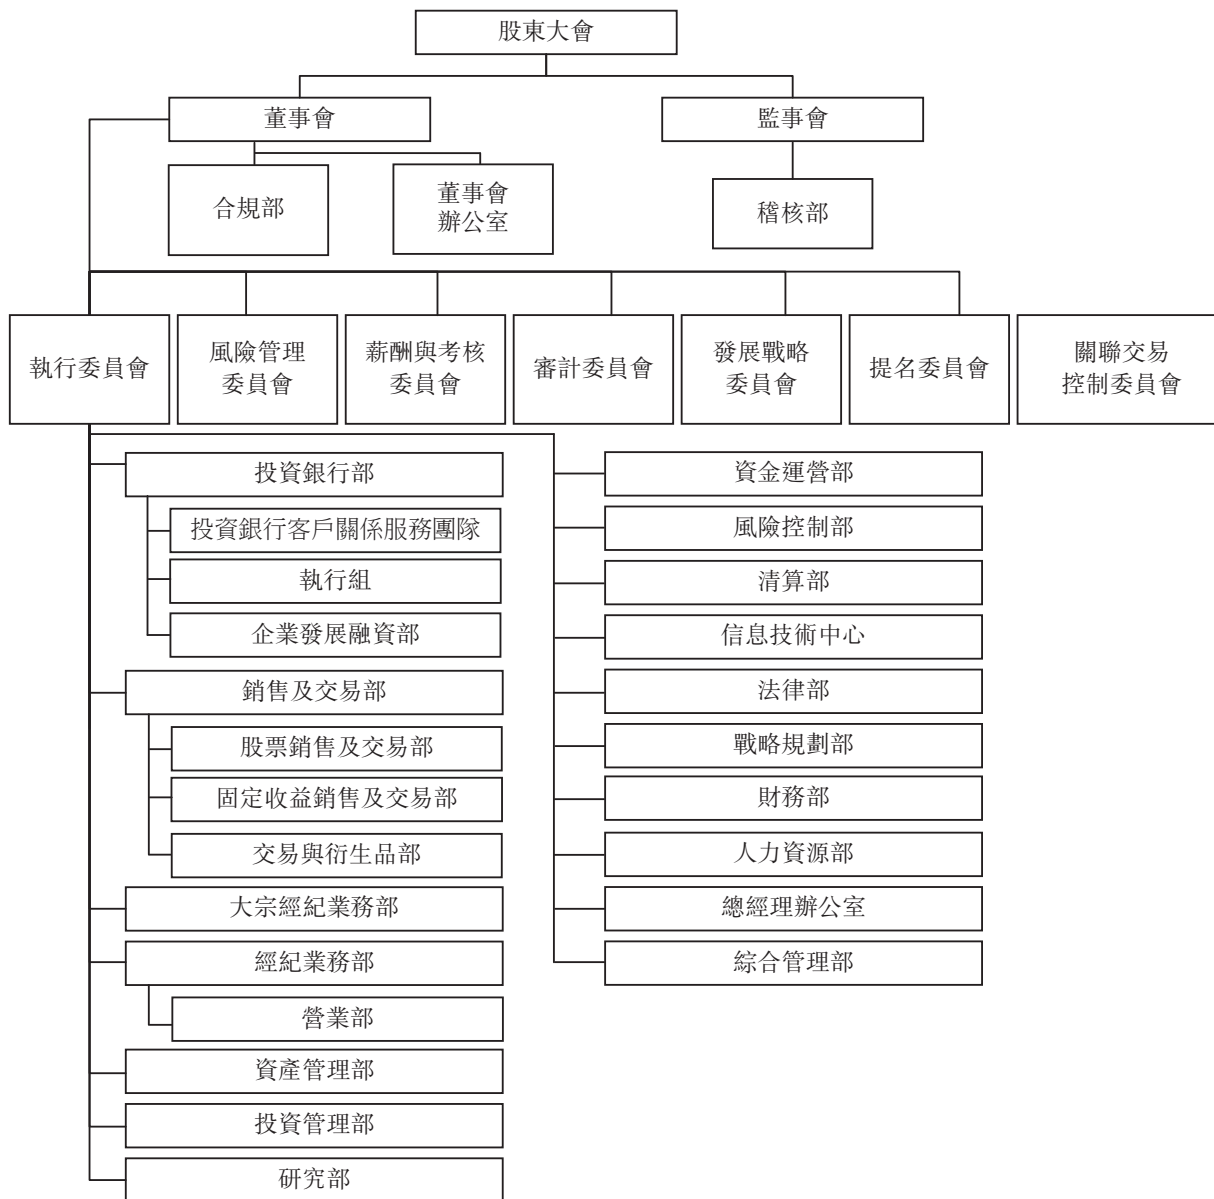 股東大會
董事會
監事會
合規部
董事會
辦公室
稽核部
執行委員會
風險管理
委員會
薪酬與考核
委員會
審計委員會
發展戰略
委員會
提名委員會
關聯交易
控制委員會
投資銀行部
投資銀行客戶關係服務團隊
執行組
企業發展融資部
銷售及交易部
股票銷售及交易部
固定收益銷售及交易部
交易與衍生品部
大宗經紀業務部
經紀業務部
營業部
資產管理部
投資管理部
研究部
資金運營部
風險控制部
清算部
信息技術中心
法律部
戰略規劃部
財務部
人力資源部
總經理辦公室
綜合管理部